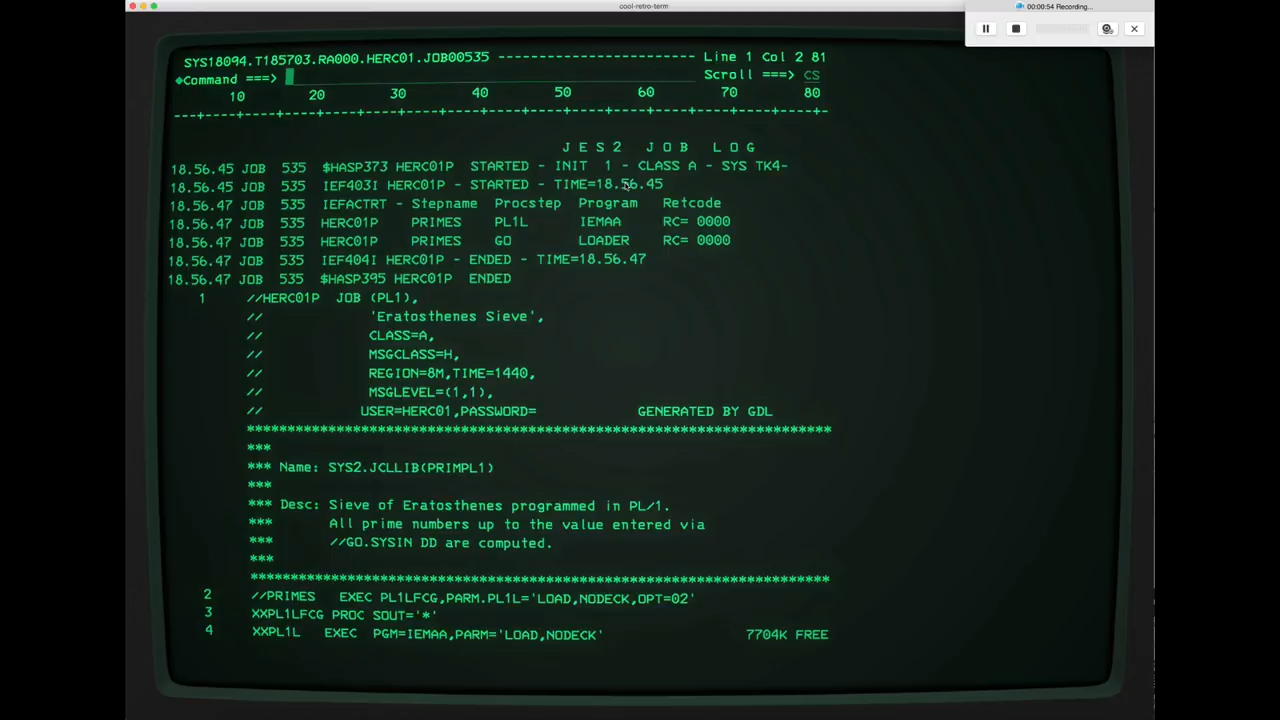 cool-retro-term
00:00:54 Recording...
SYS18094.T185703.RA000.HERC01.JOB00535 ------------------------ Line 1 Col 2 81
Command ===> Scroll ===> CS
10 20 30 40 50 60 70 80
---+----+----+----+----+----+----+----+----+----+----+----+----+----+----+----+-
J E S 2 J O B L O G
18.56.45 JOB 535 $HASP373 HERC01P STARTED - INIT 1 - CLASS A - SYS TK4-
18.56.45 JOB 535 IEF403I HERC01P - STARTED - TIME=18.56.45
18.56.47 JOB 535 IEFACTRT - Stepname Procstep Program Retcode
18.56.47 JOB 535 HERC01P PRIMES PL1L IEMAA RC= 0000
18.56.47 JOB 535 HERC01P PRIMES GO LOADER RC= 0000
18.56.47 JOB 535 IEF404I HERC01P - ENDED - TIME=18.56.47
18.56.47 JOB 535 $HASP395 HERC01P ENDED
1 //HERC01P JOB (PL1),
// 'Eratosthenes Sieve',
// CLASS=A,
// MSGCLASS=H,
// REGION=8M,TIME=1440,
// MSGLEVEL=(1,1),
// USER=HERC01,PASSWORD= GENERATED BY GDL
***********************************************************************
***
*** Name: SYS2.JCLLIB(PRIMPL1)
***
*** Desc: Sieve of Eratosthenes programmed in PL/1.
*** All prime numbers up to the value entered via
*** //GO.SYSIN DD are computed.
***
***********************************************************************
2 //PRIMES EXEC PL1LFCG,PARM.PL1L='LOAD,NODECK,OPT=02'
3 XXPL1LFCG PROC SOUT='*'
4 XXPL1L EXEC PGM=IEMAA,PARM='LOAD,NODECK' 7704K FREE